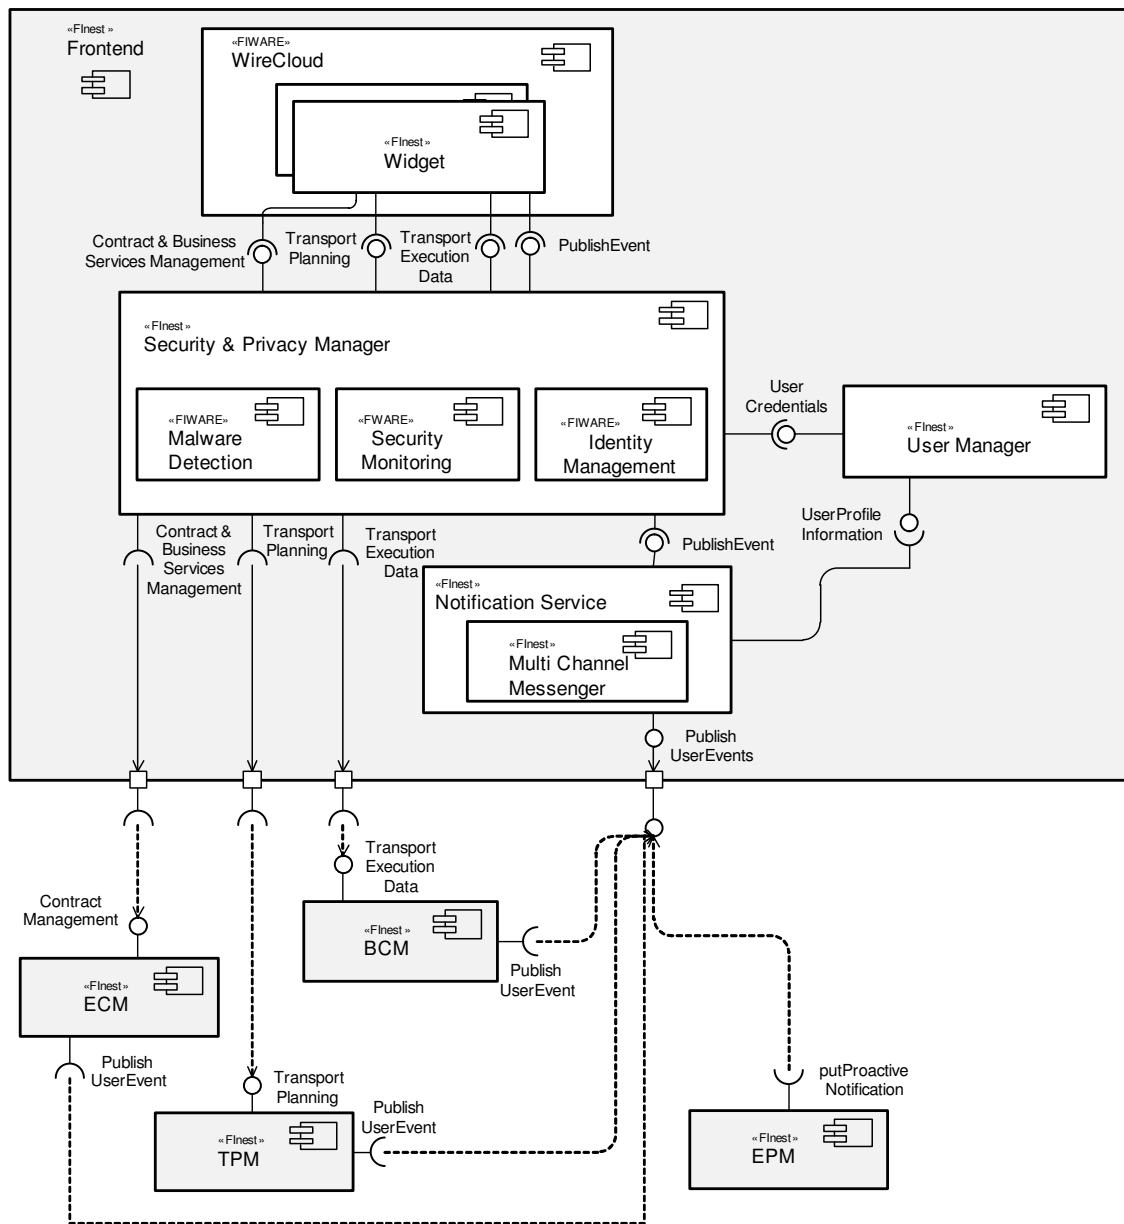 «FInest»
Frontend
«FIWARE»
WireCloud
«FInest»
Widget
Contract & Business
Services Management
Transport
Planning
Transport
Execution
Data
PublishEvent
«FInest»
Security & Privacy Manager
«FIWARE»
Malware
Detection
«FWARE»
Security
Monitoring
«FIWARE»
Identity
Management
User
Credentials
«FInest»
User Manager
Contract &
Business
Services
Management
Transport
Planning
Transport
Execution
Data
PublishEvent
UserProfile
Information
«FInest»
Notification Service
«FInest»
Multi Channel
Messenger
Publish
UserEvents
Transport
Execution
Data
Contract
Management
«FInest»
BCM
Publish
UserEvent
«FInest»
ECM
Publish
UserEvent
Transport
Planning
Publish
UserEvent
putProactive
Notification
«FInest»
TPM
«FInest»
EPM